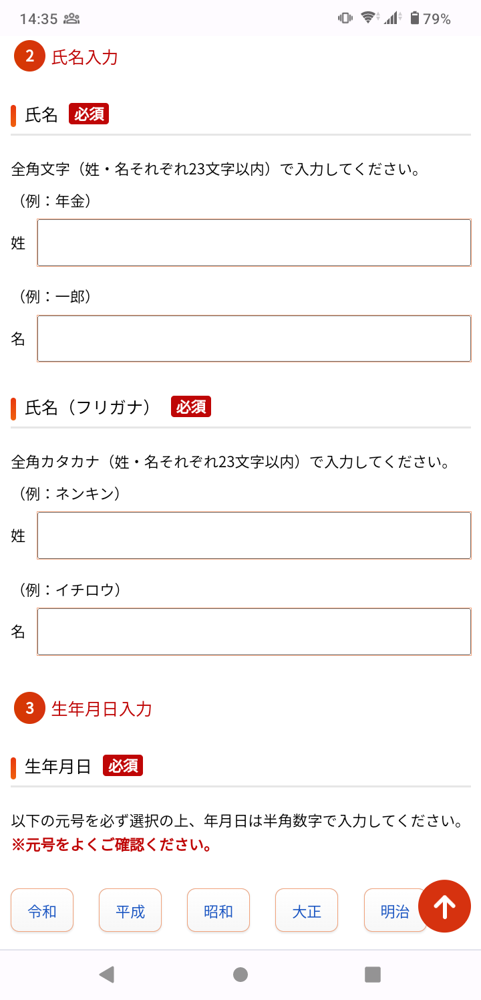 14:35 79%
2 氏名入力
氏名 必須
全角文字（姓・名それぞれ23文字以内）で入力してください。
（例：年金）
姓
（例：一郎）
名
氏名（フリガナ） 必須
全角カタカナ（姓・名それぞれ23文字以内）で入力してください。
（例：ネンキン）
姓
（例：イチロウ）
名
3 生年月日入力
生年月日 必須
以下の元号を必ず選択の上、年月日は半角数字で入力してください。
※元号をよくご確認ください。
令和 平成 昭和 大正 明治